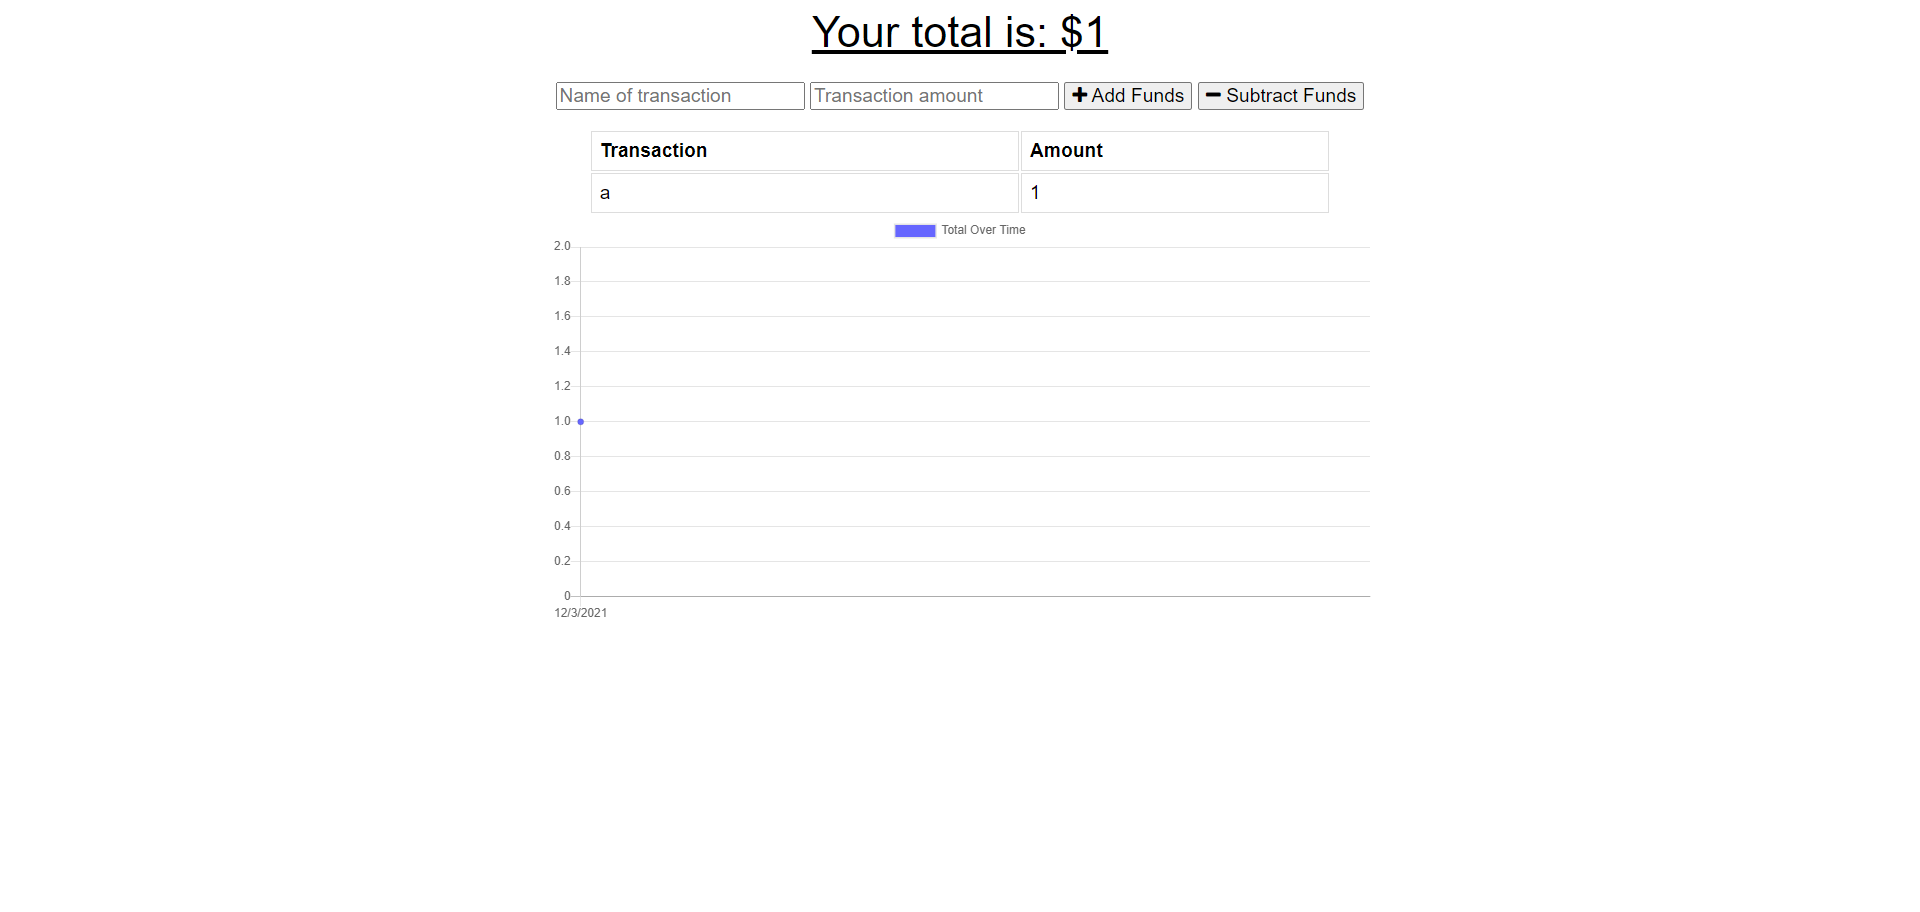 Your total is: $1
Name of transaction Transaction amount Add Funds Subtract Funds
Transaction Amount
a 1
Total Over Time
2.0
1.8
1.6
1.4
1.2
1.0
0.8
0.6
0.4
0.2
0
12/3/2021